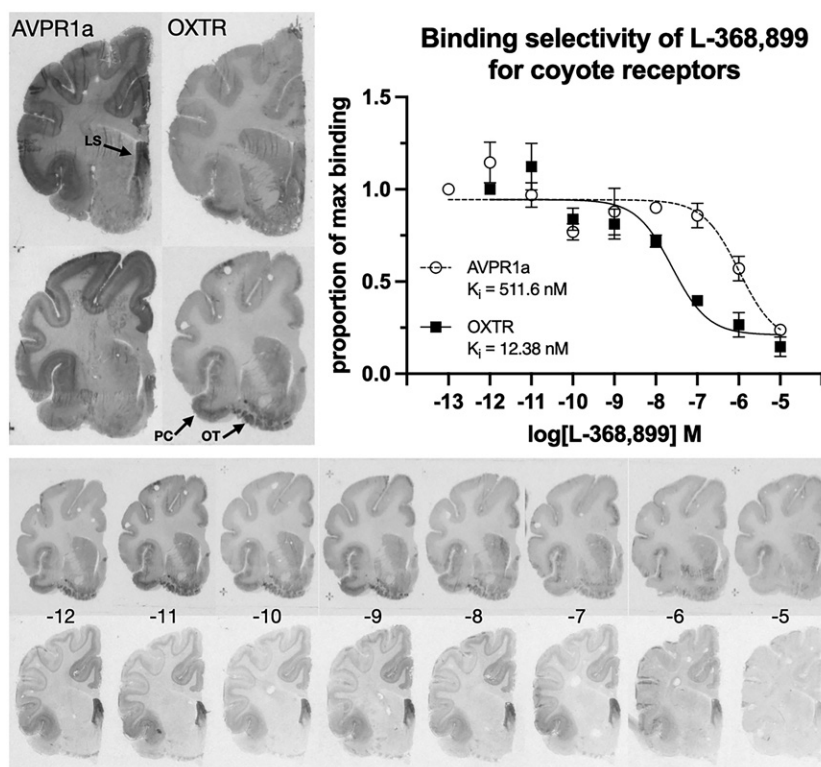 AVPR1a OXTR
LS
PC OT
Binding selectivity of L-368,899
for coyote receptors
proportion of max binding
1.5
1.0
0.5
0.0
AVPR1a
Kᵢ = 511.6 nM
OXTR
Kᵢ = 12.38 nM
-13 -12 -11 -10 -9 -8 -7 -6 -5
log[L-368,899] M
-12 -11 -10 -9 -8 -7 -6 -5